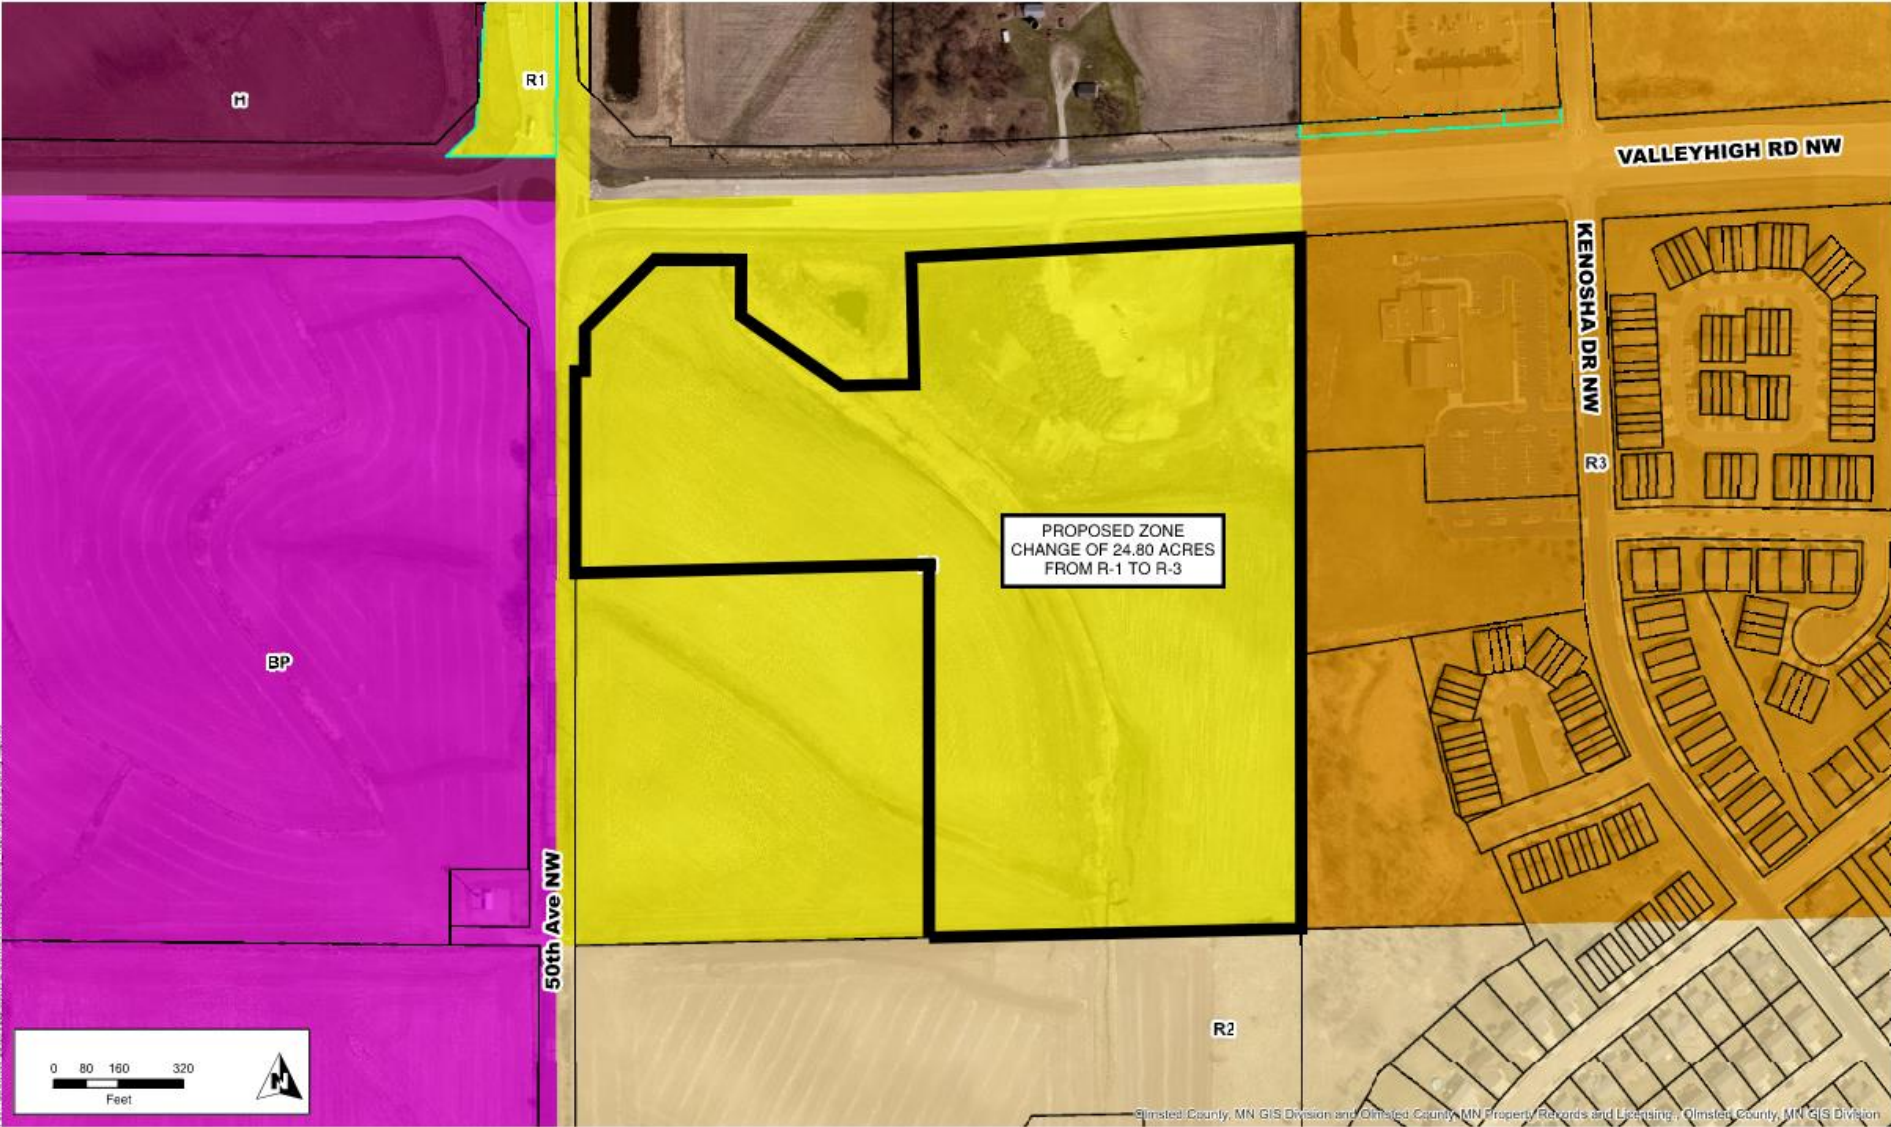 H
R1
VALLEYHIGH RD NW
KENOSHA DR NW
R3
PROPOSED ZONE
CHANGE OF 24.80 ACRES
FROM R-1 TO R-3
BP
50th Ave NW
R2
0 80 160 320
Feet
N
Olmsted County, MN GIS Division and Olmsted County, MN Property Records and Licensing., Olmsted County, MN GIS Division